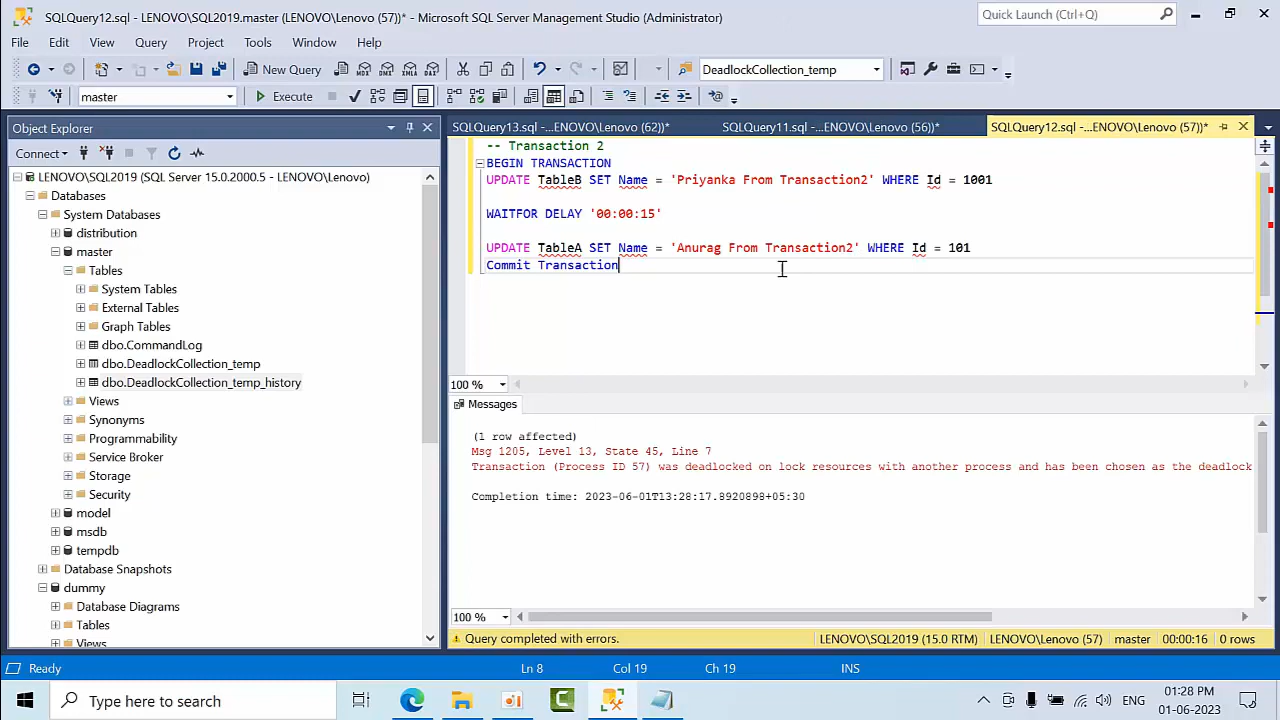 SQLQuery12.sql - LENOVO\SQL2019.master (LENOVO\Lenovo (57))* - Microsoft SQL Server Management Studio (Administrator)
Quick Launch (Ctrl+Q)
File Edit View Query Project Tools Window Help
New Query
MDX DMX XMLA DAX
DeadlockCollection_temp
master
Execute
Object Explorer
SQLQuery13.sql -...ENOVO\Lenovo (62))*
SQLQuery11.sql -...ENOVO\Lenovo (56))*
SQLQuery12.sql -...ENOVO\Lenovo (57))*
Connect
LENOVO\SQL2019 (SQL Server 15.0.2000.5 - LENOVO\Lenovo)
Databases
System Databases
distribution
master
Tables
System Tables
External Tables
Graph Tables
dbo.CommandLog
dbo.DeadlockCollection_temp
dbo.DeadlockCollection_temp_history
Views
Synonyms
Programmability
Service Broker
Storage
Security
model
msdb
tempdb
Database Snapshots
dummy
Database Diagrams
Tables
Views
-- Transaction 2
BEGIN TRANSACTION
UPDATE TableB SET Name = 'Priyanka From Transaction2' WHERE Id = 1001
WAITFOR DELAY '00:00:15'
UPDATE TableA SET Name = 'Anurag From Transaction2' WHERE Id = 101
Commit Transaction
100 %
Messages
(1 row affected)
Msg 1205, Level 13, State 45, Line 7
Transaction (Process ID 57) was deadlocked on lock resources with another process and has been chosen as the deadlock
Completion time: 2023-06-01T13:28:17.8920898+05:30
100 %
Query completed with errors.
LENOVO\SQL2019 (15.0 RTM) LENOVO\Lenovo (57) master 00:00:16 0 rows
Ready
Ln 8
Col 19
Ch 19
INS
Type here to search
ENG
01:28 PM
01-06-2023